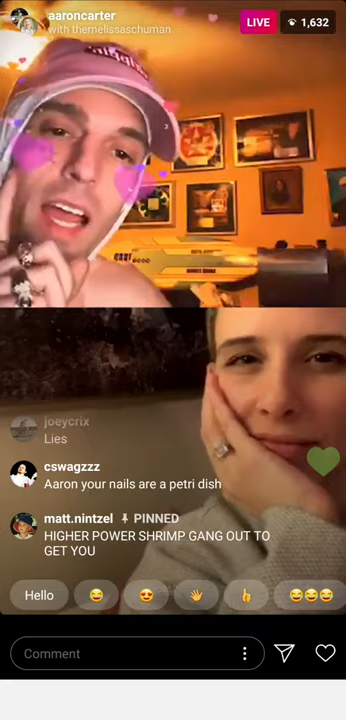 aaroncarter
with themelissaschuman
LIVE
1,632
joeycrix
Lies
cswagzzz
Aaron your nails are a petri dish
matt.nintzel PINNED
HIGHER POWER SHRIMP GANG OUT TO
GET YOU
Hello
Comment